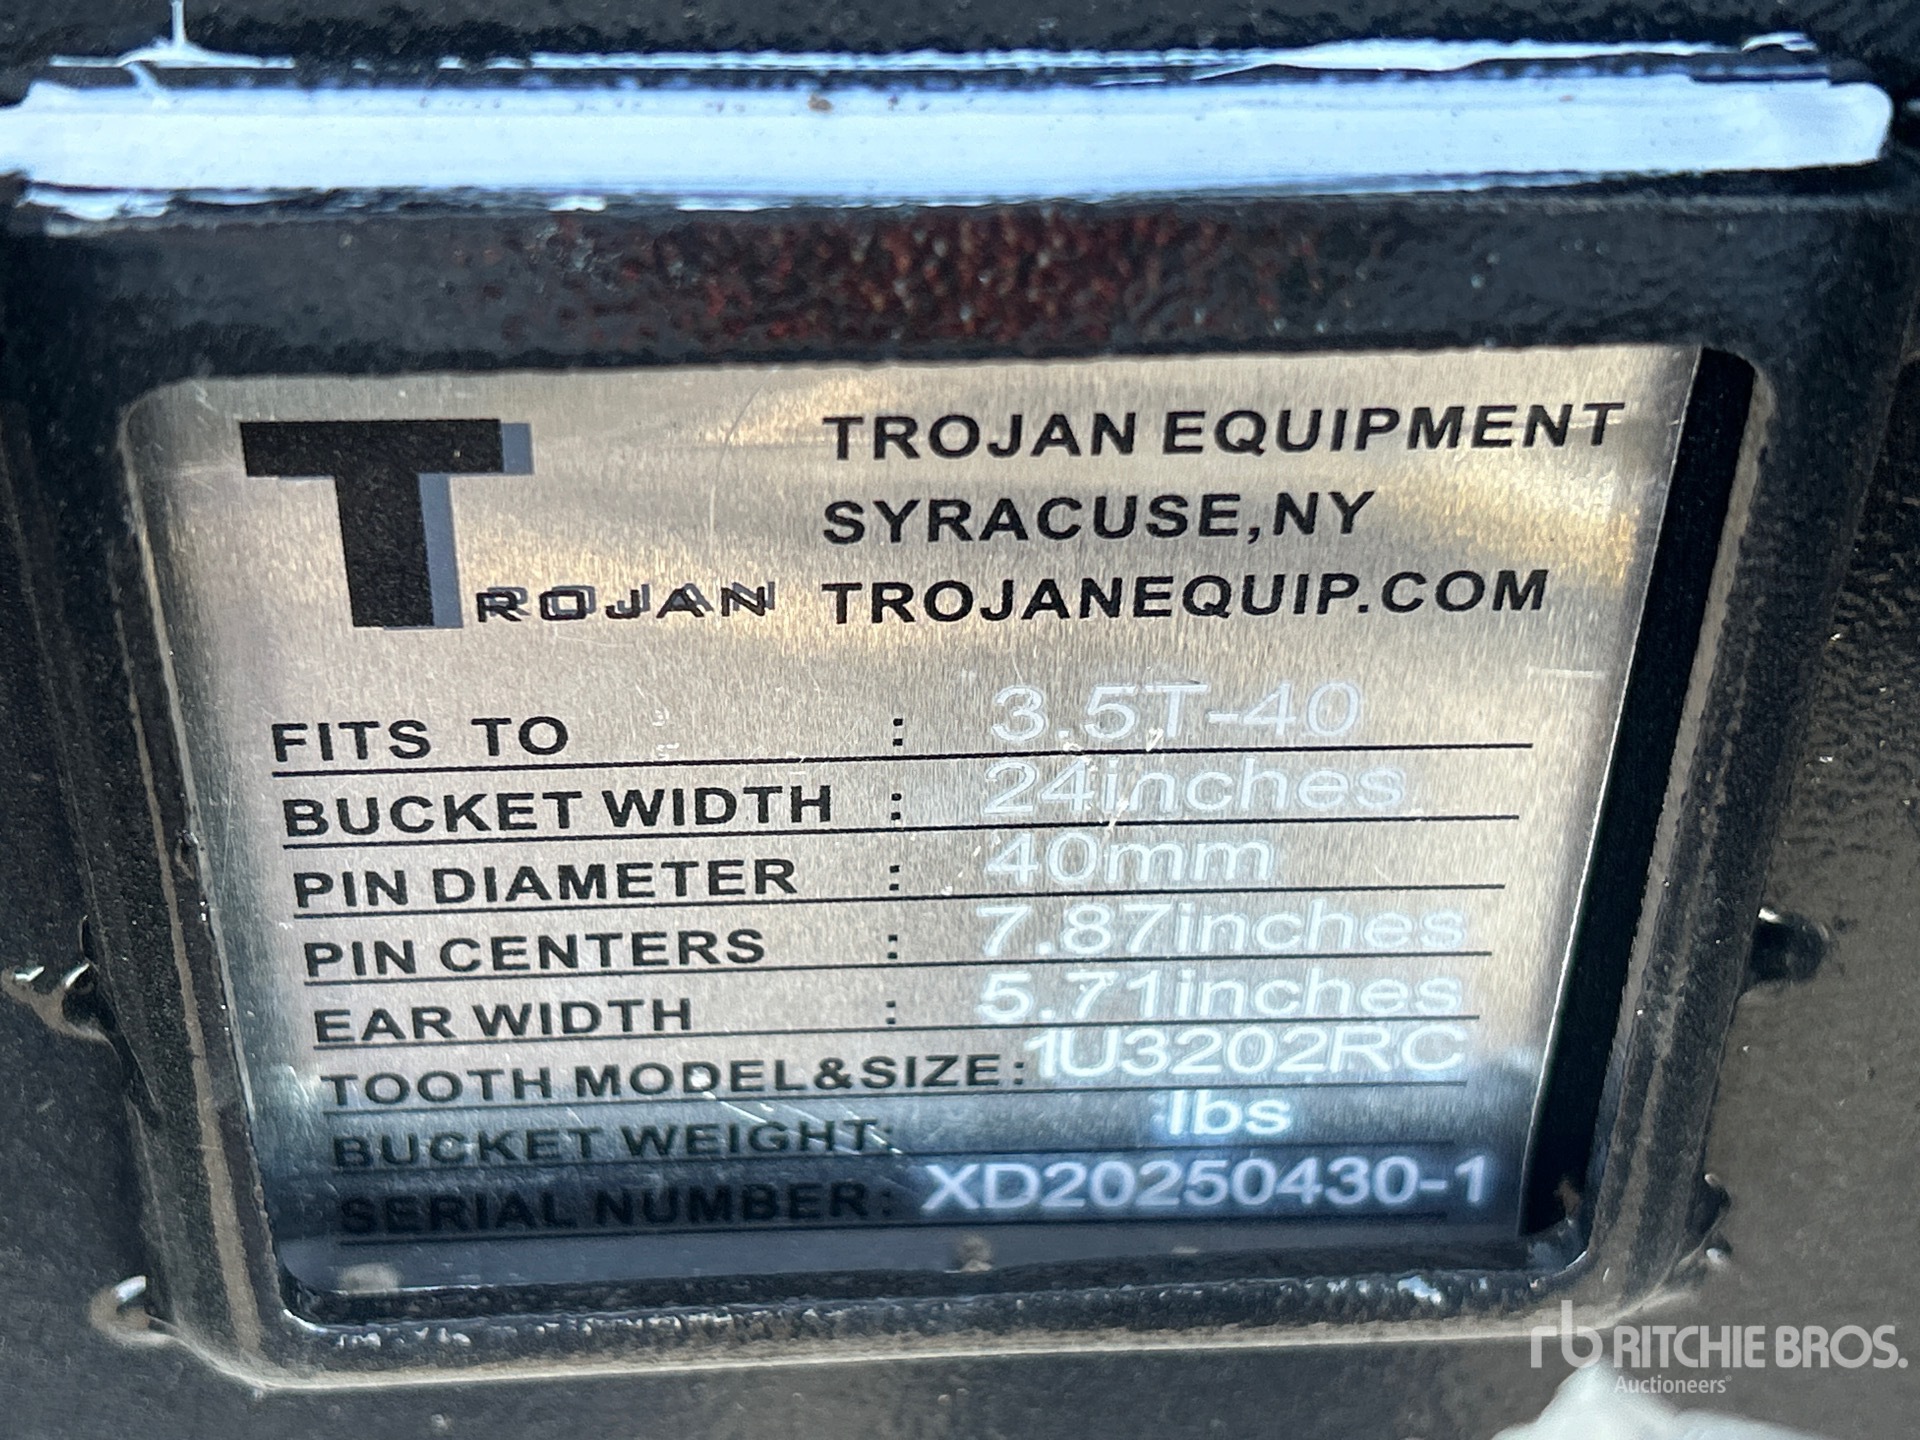 TROJAN
TROJAN EQUIPMENT
SYRACUSE,NY
TROJANEQUIP.COM
FITS TO : 3.5T-40
BUCKET WIDTH : 24inches
PIN DIAMETER : 40mm
PIN CENTERS : 7.87inches
EAR WIDTH : 5.71inches
TOOTH MODEL&SIZE: 1U3202RC
BUCKET WEIGHT: lbs
SERIAL NUMBER: XD20250430-1
rb RITCHIE BROS.
Auctioneers